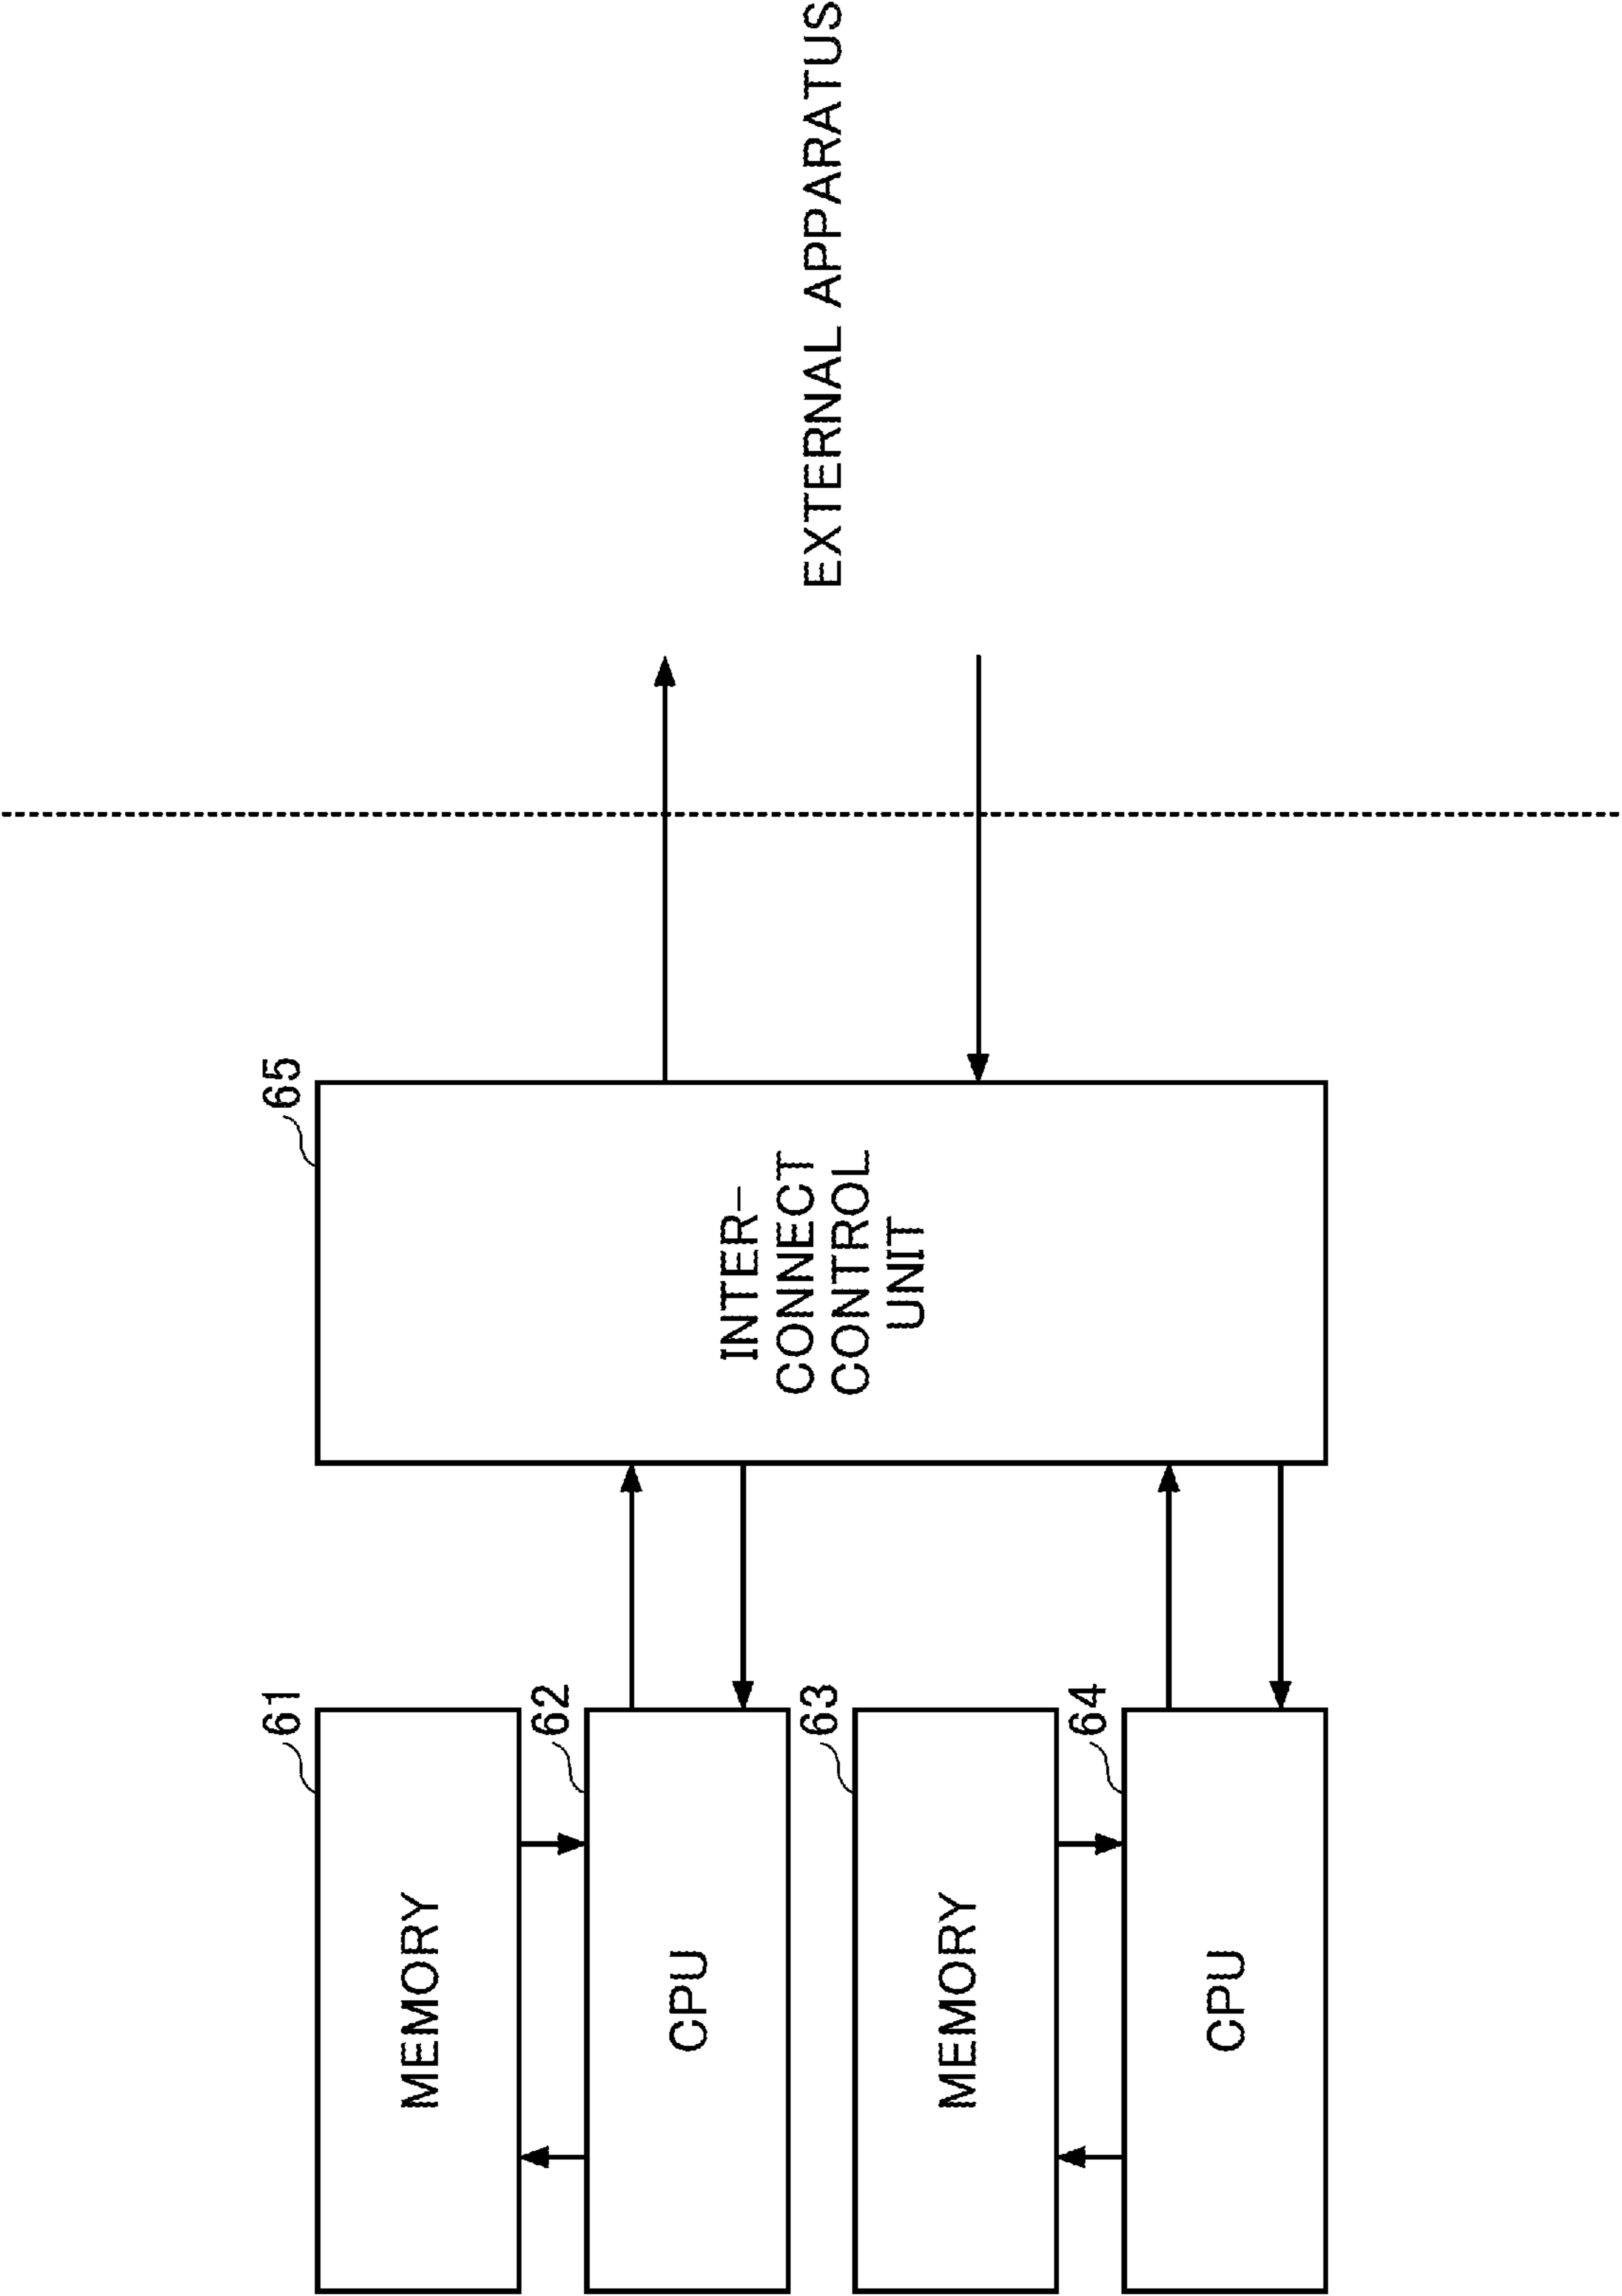 61
MEMORY
62
CPU
63
MEMORY
64
CPU
65
INTER-
CONNECT
CONTROL
UNIT
EXTERNAL APPARATUS